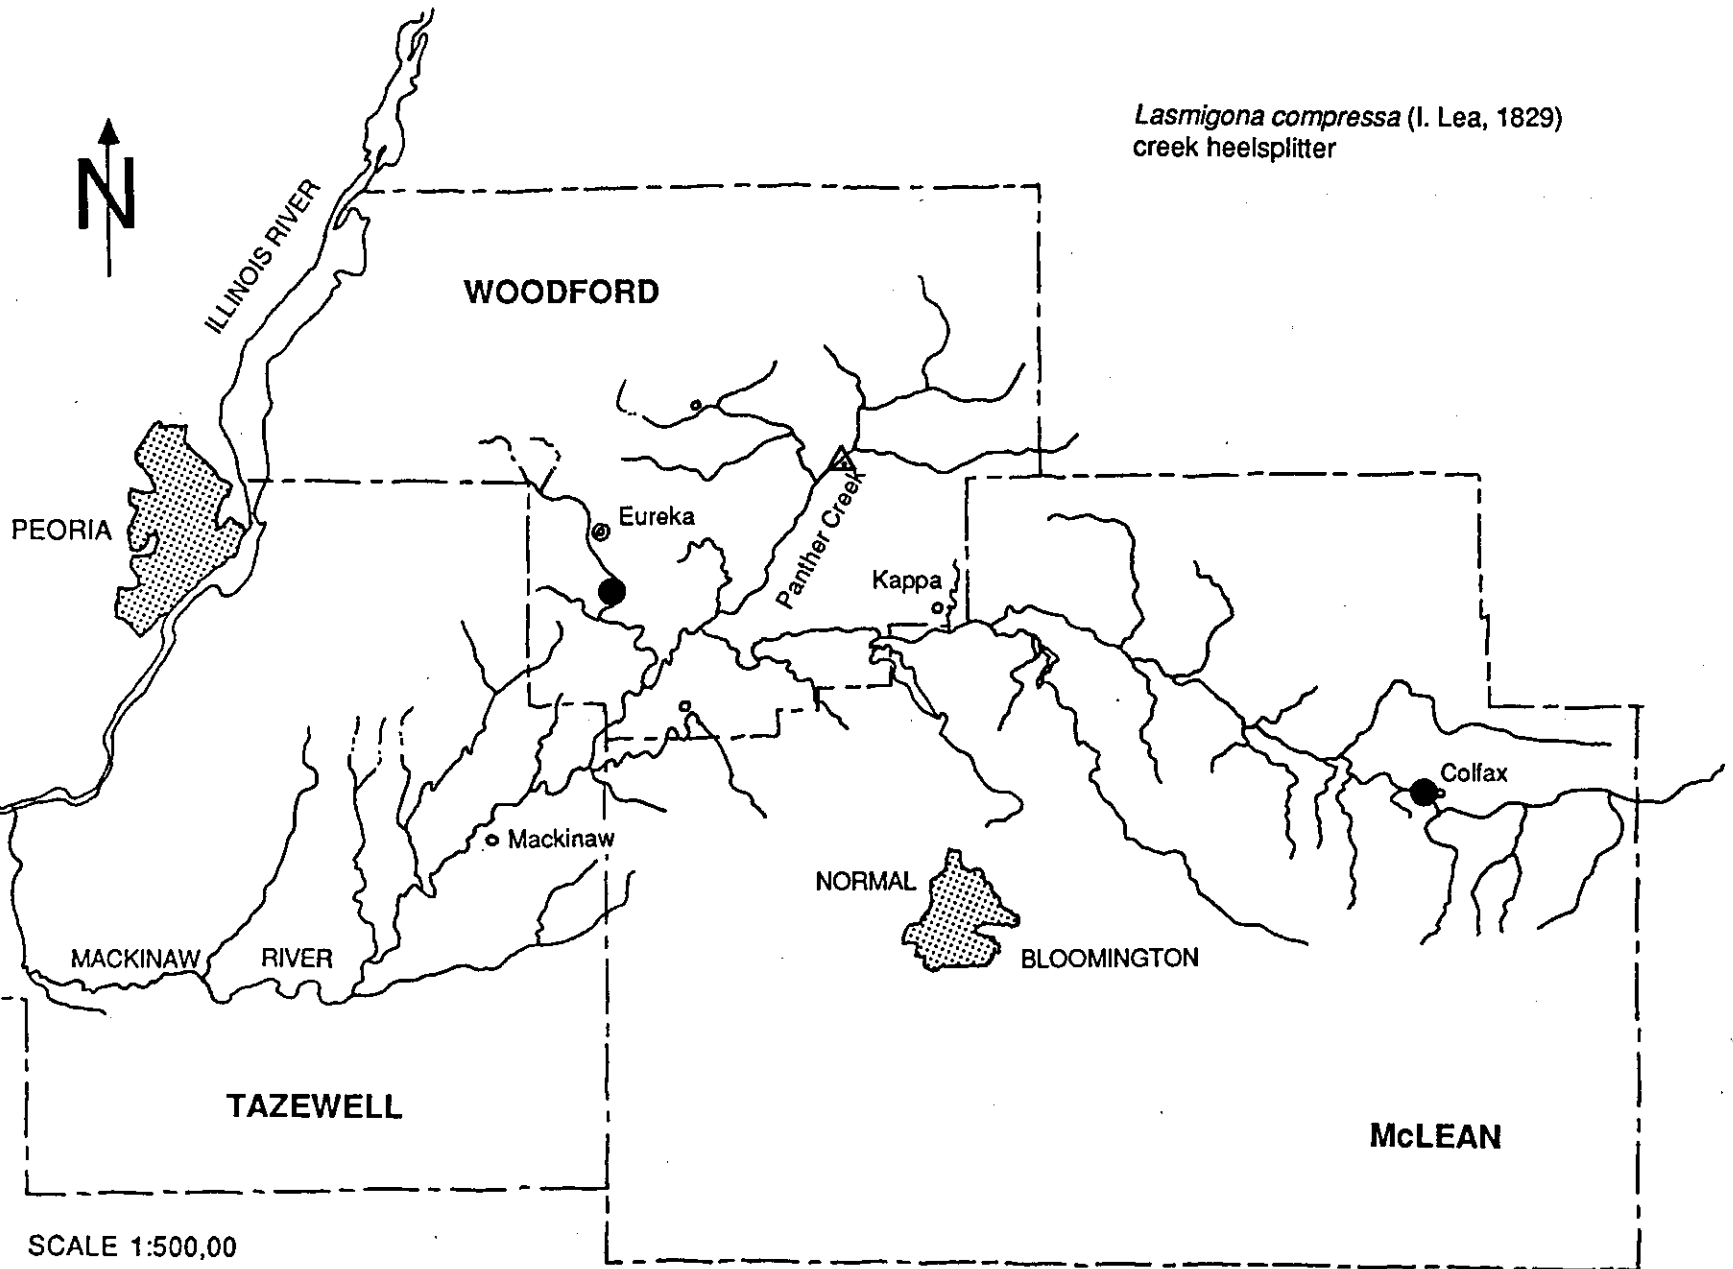 Lasmigona compressa (I. Lea, 1829)
creek heelsplitter
N
ILLINOIS RIVER
WOODFORD
PEORIA
Eureka
Panther Creek
Kappa
Colfax
Mackinaw
NORMAL
BLOOMINGTON
MACKINAW RIVER
TAZEWELL
McLEAN
SCALE 1:500,00